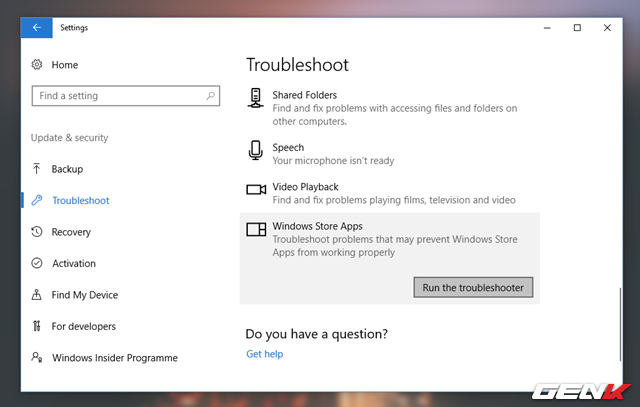 Settings
Home
Find a setting
Update & security
Backup
Troubleshoot
Recovery
Activation
Find My Device
For developers
Windows Insider Programme
Troubleshoot
Shared Folders
Find and fix problems with accessing files and folders on
other computers.
Speech
Your microphone isn't ready
Video Playback
Find and fix problems playing films, television and video
Windows Store Apps
Troubleshoot problems that may prevent Windows Store
Apps from working properly
Run the troubleshooter
Do you have a question?
Get help
GENK